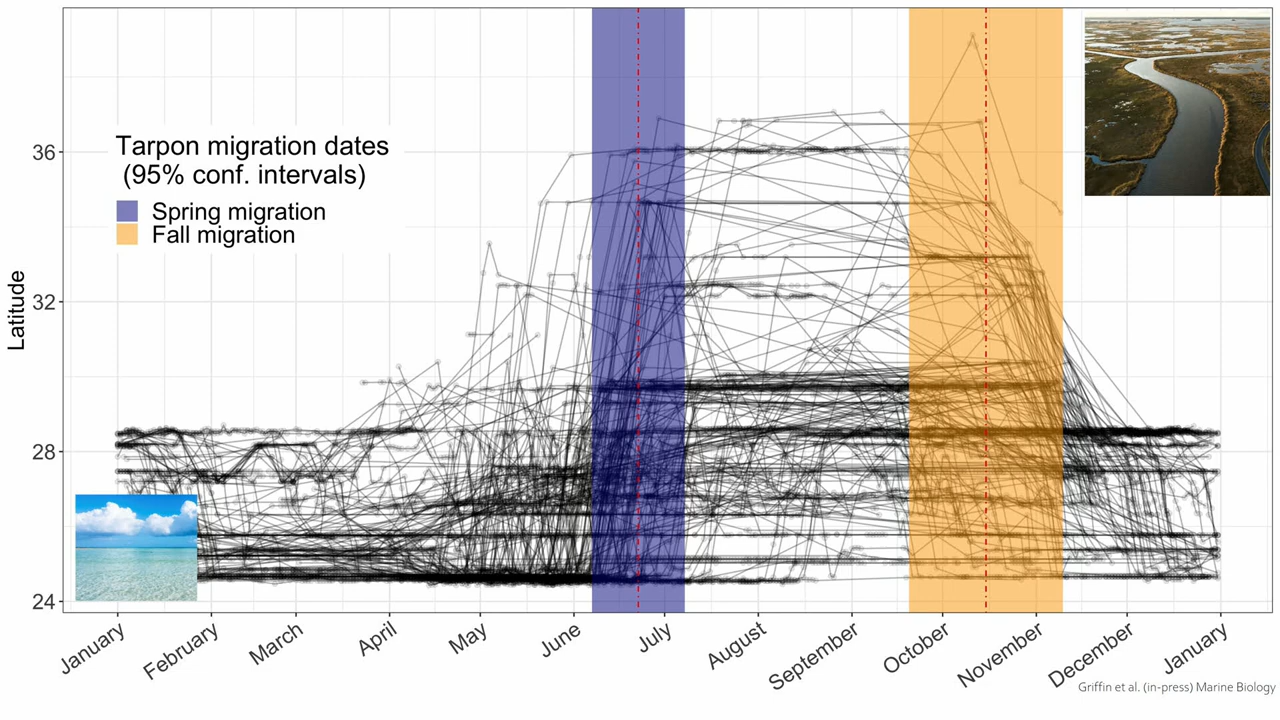 Tarpon migration dates
(95% conf. intervals)
Spring migration
Fall migration
Latitude
36
32
28
24
January
February
March
April
May
June
July
August
September
October
November
December
January
Griffin et al. (in-press) Marine Biology